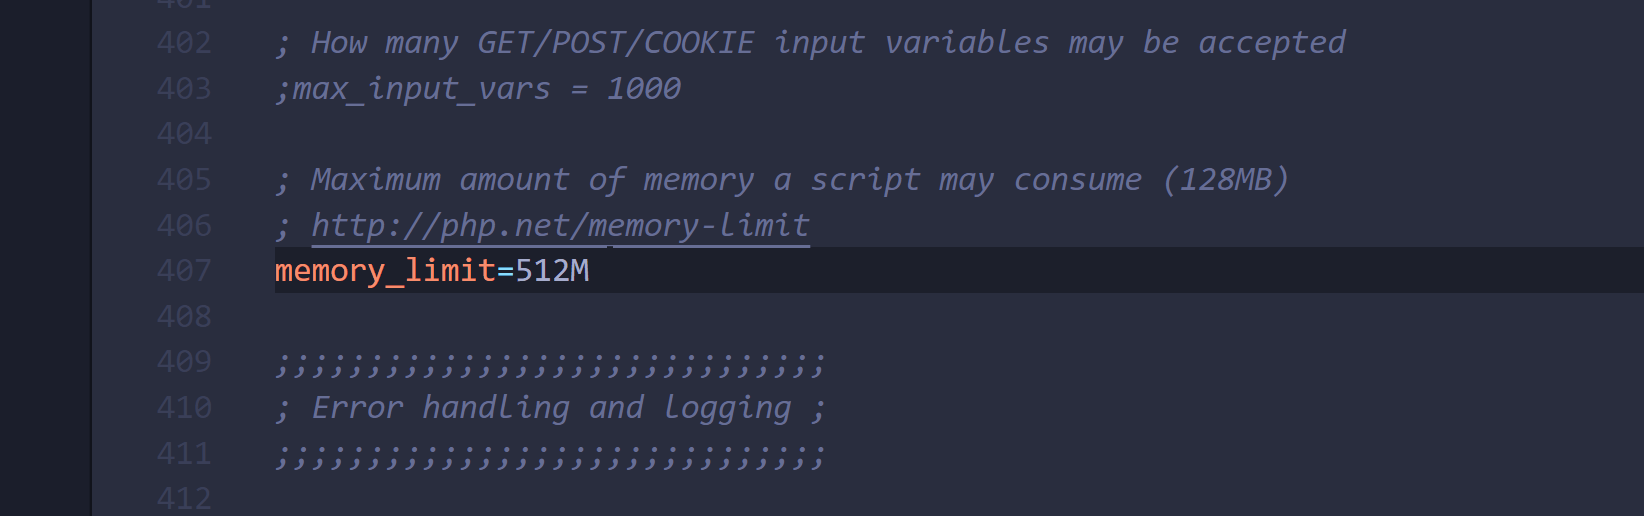 401
402 ; How many GET/POST/COOKIE input variables may be accepted
403 ;max_input_vars = 1000
404
405 ; Maximum amount of memory a script may consume (128MB)
406 ; http://php.net/memory-limit
407 memory_limit=512M
408
409 ;;;;;;;;;;;;;;;;;;;;;;;;;;;;;;
410 ; Error handling and logging ;
411 ;;;;;;;;;;;;;;;;;;;;;;;;;;;;;;
412